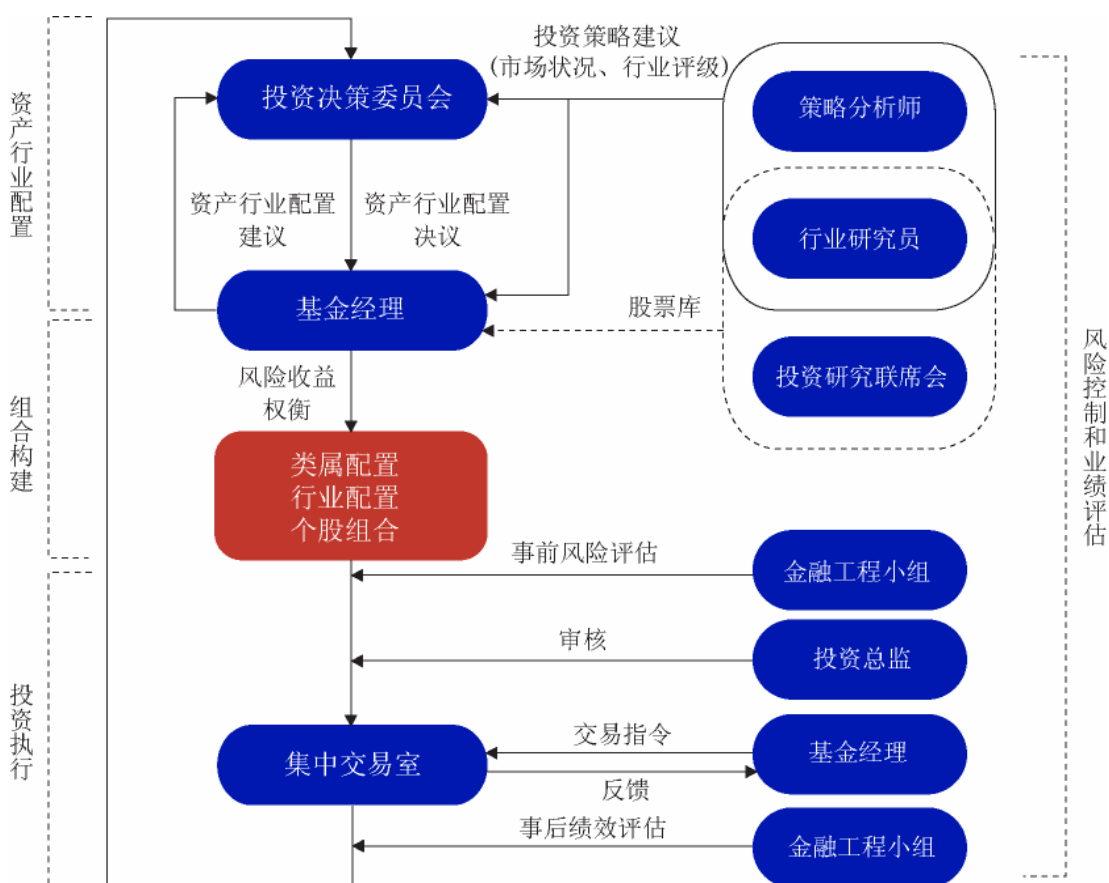 投资策略建议
(市场状况、行业评级)
投资决策委员会
策略分析师
资产行业配置
资产行业配置
建议
资产行业配置
决议
行业研究员
基金经理
股票库
投资研究联席会
风险收益
权衡
组合构建
类属配置
行业配置
个股组合
风险控制和业绩评估
事前风险评估
金融工程小组
审核
投资总监
投资执行
集中交易室
交易指令
基金经理
反馈
事后绩效评估
金融工程小组